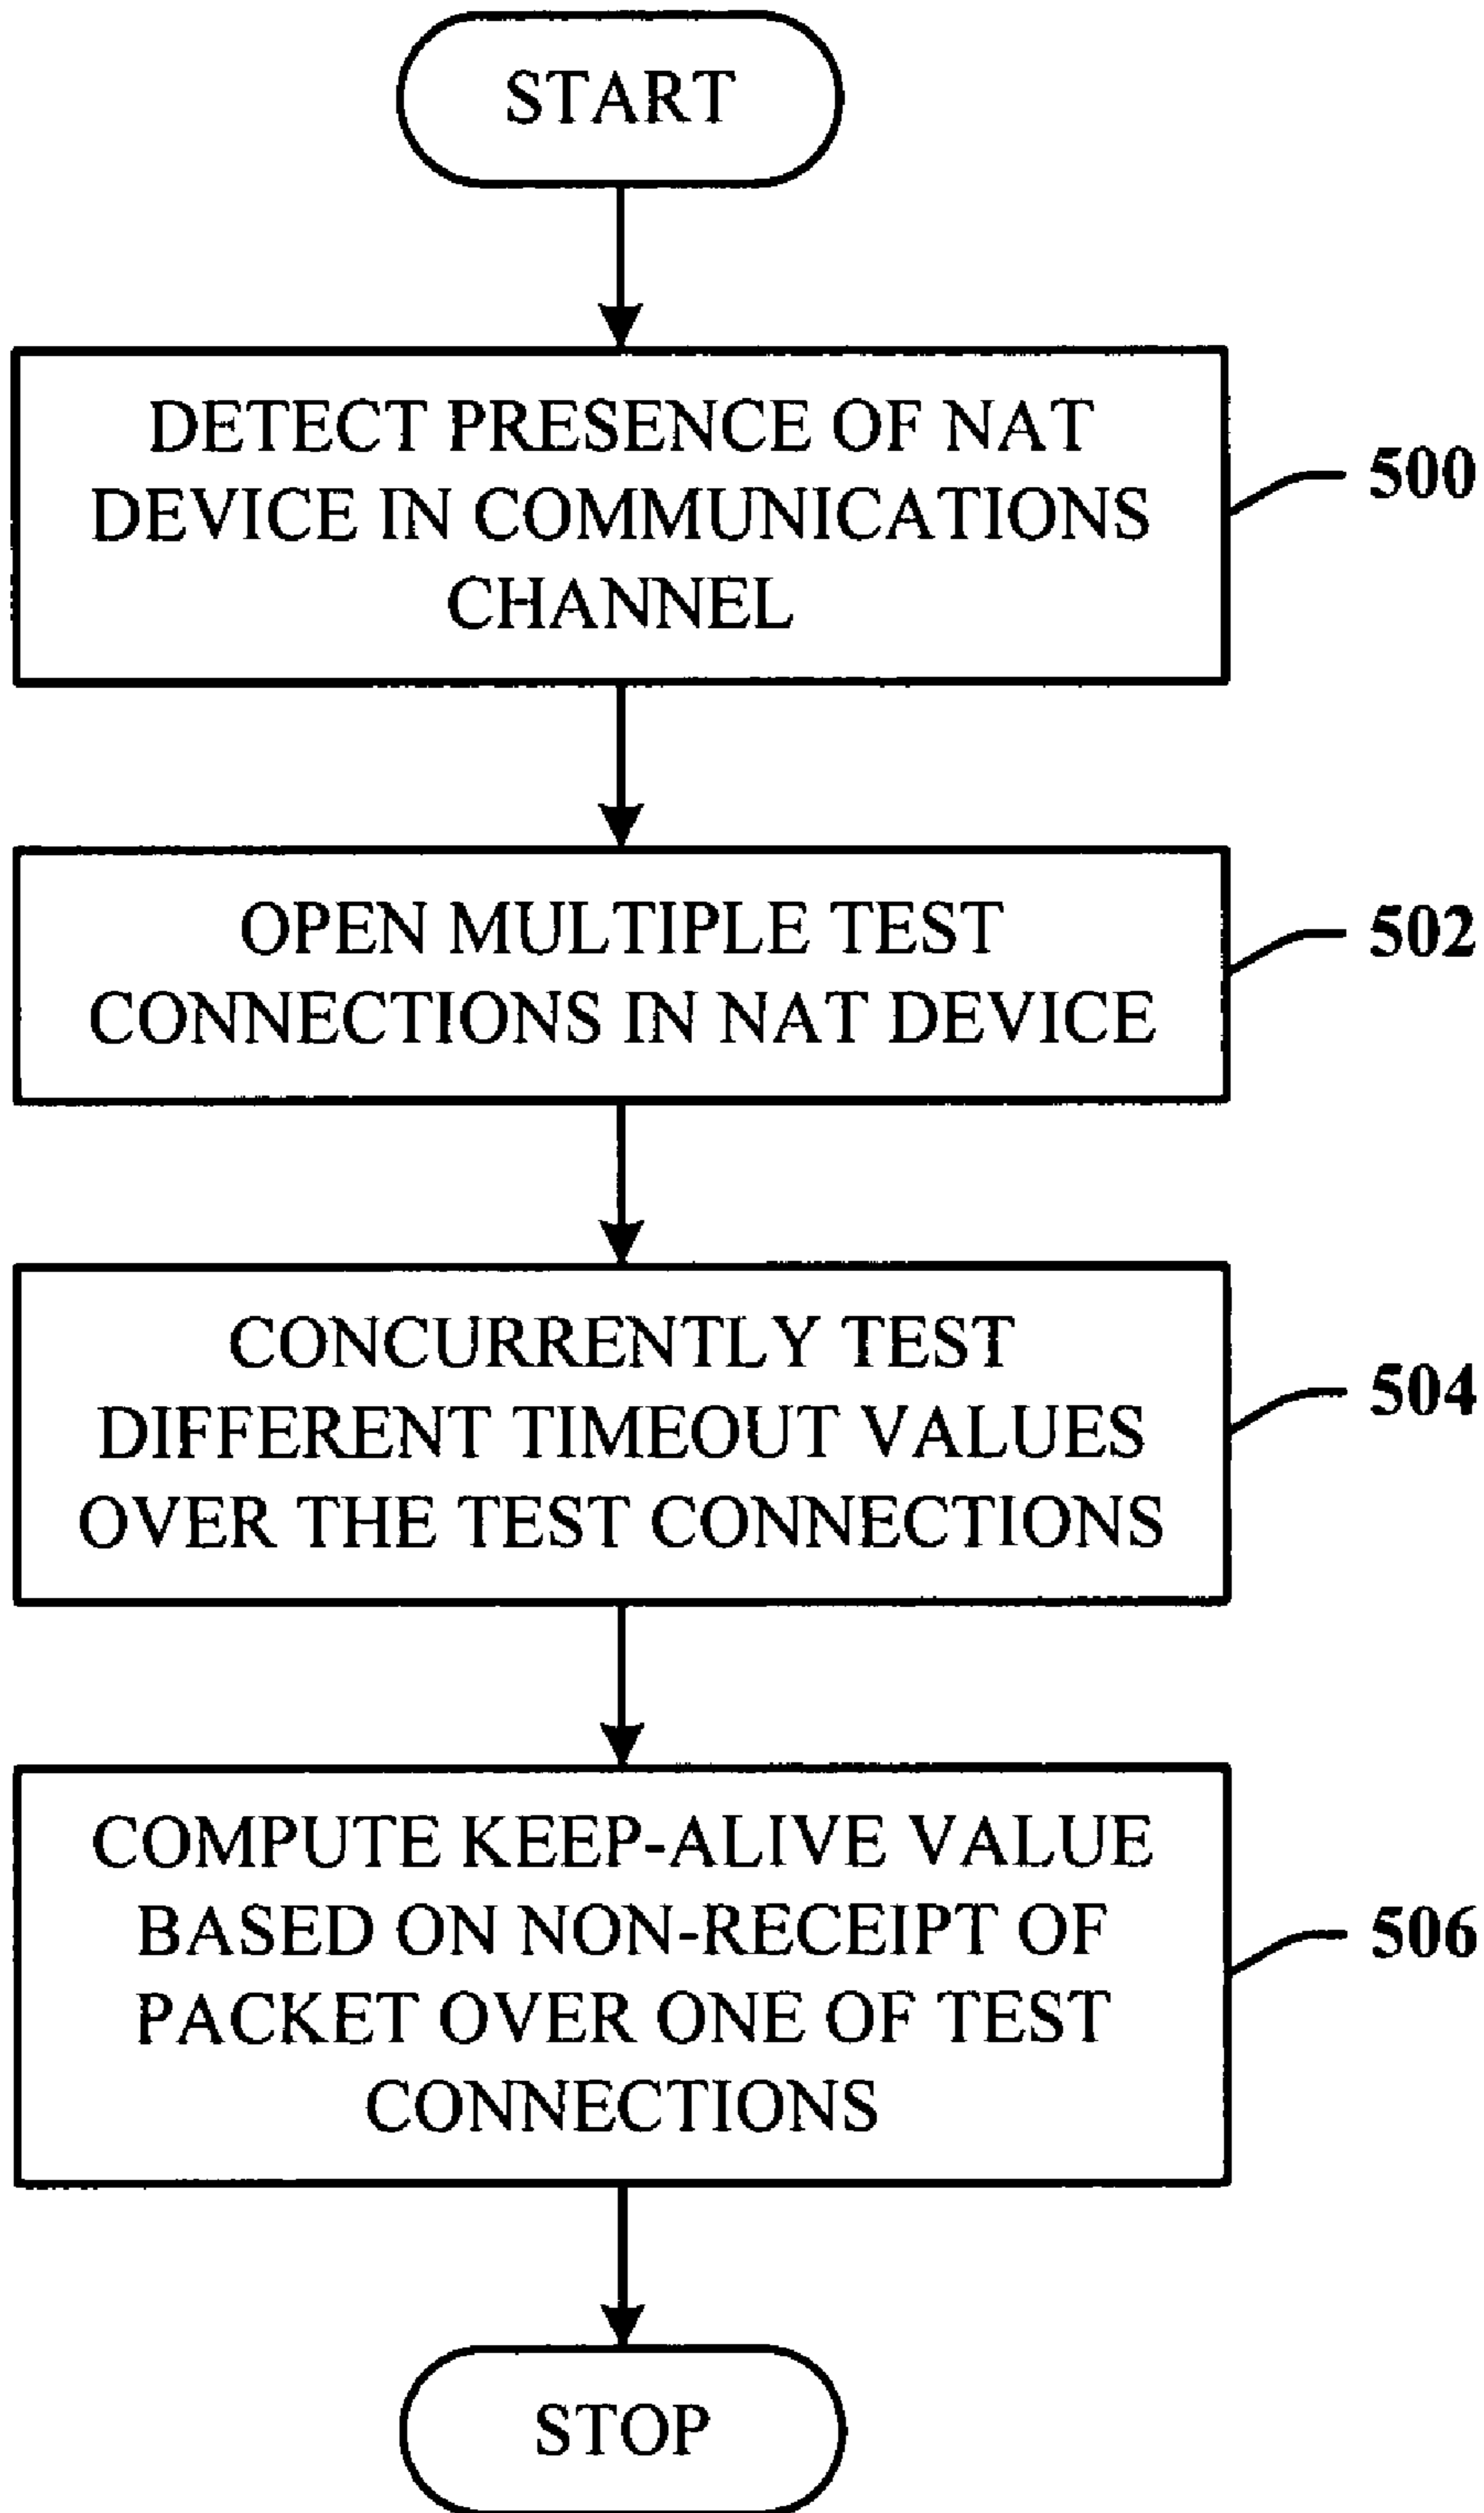 START
DETECT PRESENCE OF NAT
DEVICE IN COMMUNICATIONS
CHANNEL
500
OPEN MULTIPLE TEST
CONNECTIONS IN NAT DEVICE
502
CONCURRENTLY TEST
DIFFERENT TIMEOUT VALUES
OVER THE TEST CONNECTIONS
504
COMPUTE KEEP-ALIVE VALUE
BASED ON NON-RECEIPT OF
PACKET OVER ONE OF TEST
CONNECTIONS
506
STOP